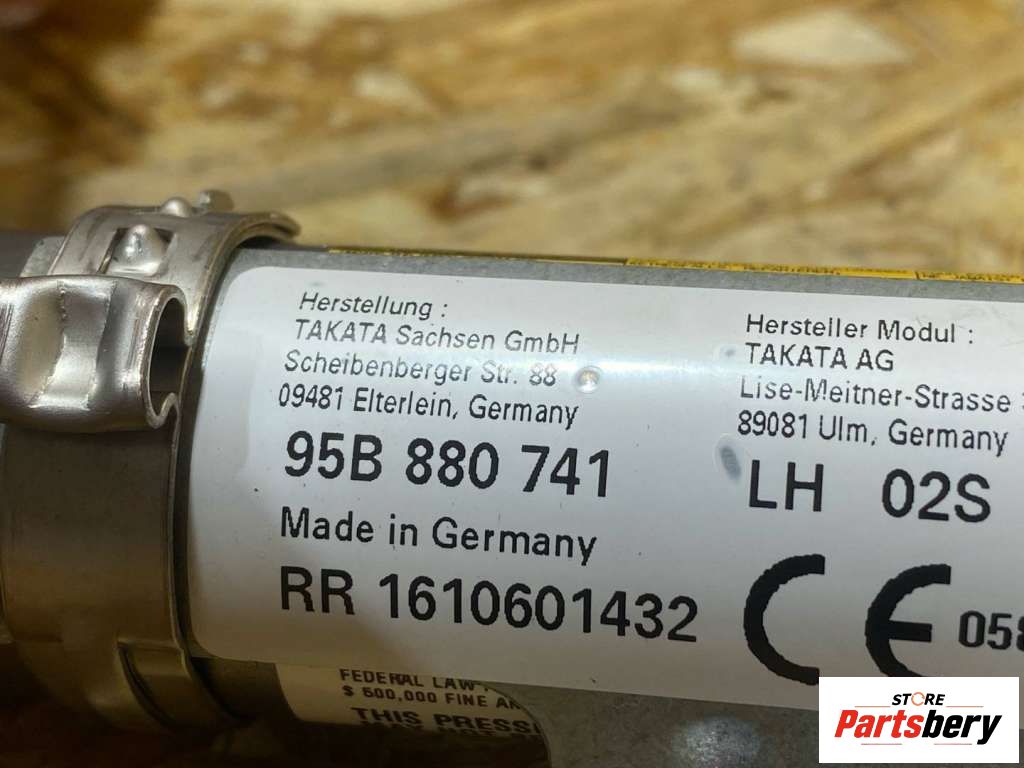 Herstellung :
TAKATA Sachsen GmbH
Scheibenberger Str. 88
09481 Elterlein, Germany
95B 880 741
Made in Germany
RR 1610601432
Hersteller Modul :
TAKATA AG
Lise-Meitner-Strasse
89081 Ulm, Germany
LH 02S
CE 058
FEDERAL LAW
$ 500,000 FINE
THIS
STORE
Partsbery